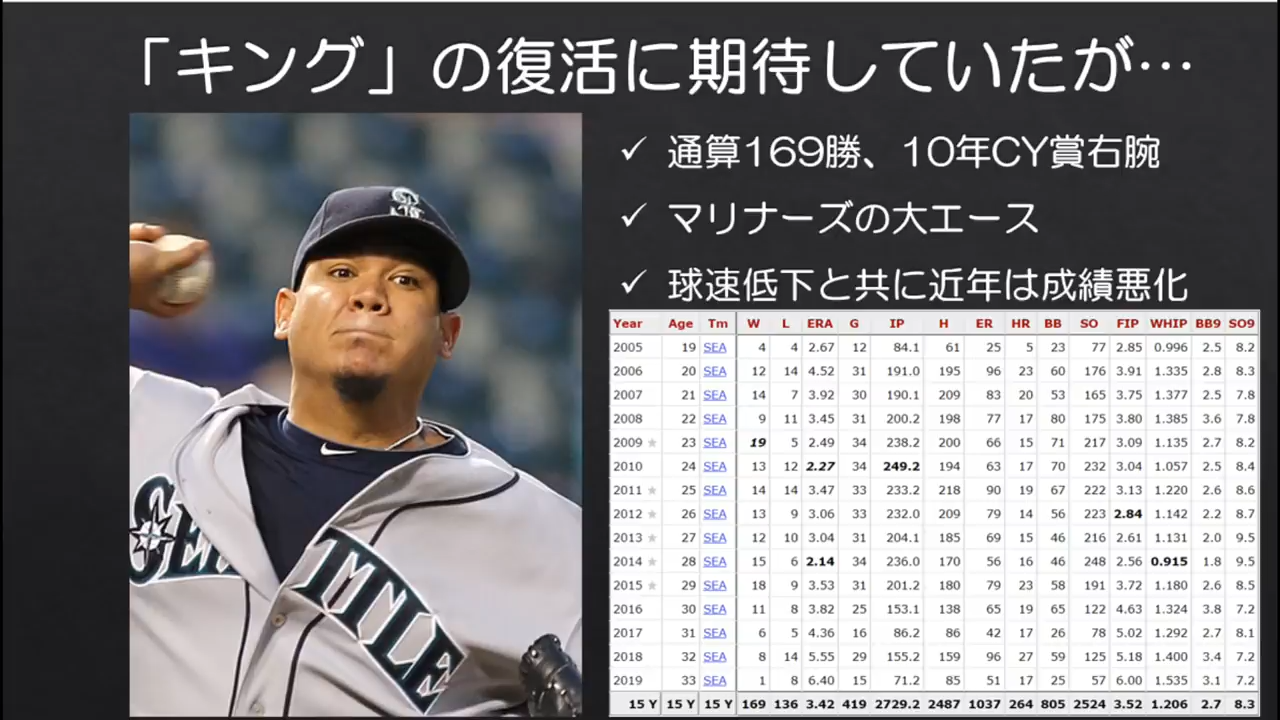 「キング」の復活に期待していたが…
✓ 通算169勝、10年CY賞右腕
✓ マリナーズの大エース
✓ 球速低下と共に近年は成績悪化
Year Age Tm W L ERA G IP H ER HR BB SO FIP WHIP BB9 SO9
2005 19 SEA 4 4 2.67 12 84.1 61 25 5 23 77 2.85 0.996 2.5 8.2
2006 20 SEA 12 14 4.52 31 191.0 195 96 23 60 176 3.91 1.335 2.8 8.3
2007 21 SEA 14 7 3.92 30 190.1 209 83 20 53 165 3.75 1.377 2.5 7.8
2008 22 SEA 9 11 3.45 31 200.2 198 77 17 80 175 3.80 1.385 3.6 7.8
2009 ★ 23 SEA 19 5 2.49 34 238.2 200 66 15 71 217 3.09 1.135 2.7 8.2
2010 24 SEA 13 12 2.27 34 249.2 194 63 17 70 232 3.04 1.057 2.5 8.4
2011 ★ 25 SEA 14 14 3.47 33 233.2 218 90 19 67 222 3.13 1.220 2.6 8.6
2012 ★ 26 SEA 13 9 3.06 33 232.0 209 79 14 56 223 2.84 1.142 2.2 8.7
2013 ★ 27 SEA 12 10 3.04 31 204.1 185 69 15 46 216 2.61 1.131 2.0 9.5
2014 ★ 28 SEA 15 6 2.14 34 236.0 170 56 16 46 248 2.56 0.915 1.8 9.5
2015 ★ 29 SEA 18 9 3.53 31 201.2 180 79 23 58 191 3.72 1.180 2.6 8.5
2016 30 SEA 11 8 3.82 25 153.1 138 65 19 65 122 4.63 1.324 3.8 7.2
2017 31 SEA 6 5 4.36 16 86.2 86 42 17 26 78 5.02 1.292 2.7 8.1
2018 32 SEA 8 14 5.55 29 155.2 159 96 27 59 125 5.18 1.400 3.4 7.2
2019 33 SEA 1 8 6.40 15 71.2 85 51 17 25 57 6.00 1.535 3.1 7.2
15 Y 15 Y 15 Y 169 136 3.42 419 2729.2 2487 1037 264 805 2524 3.52 1.206 2.7 8.3
SE
TTLE